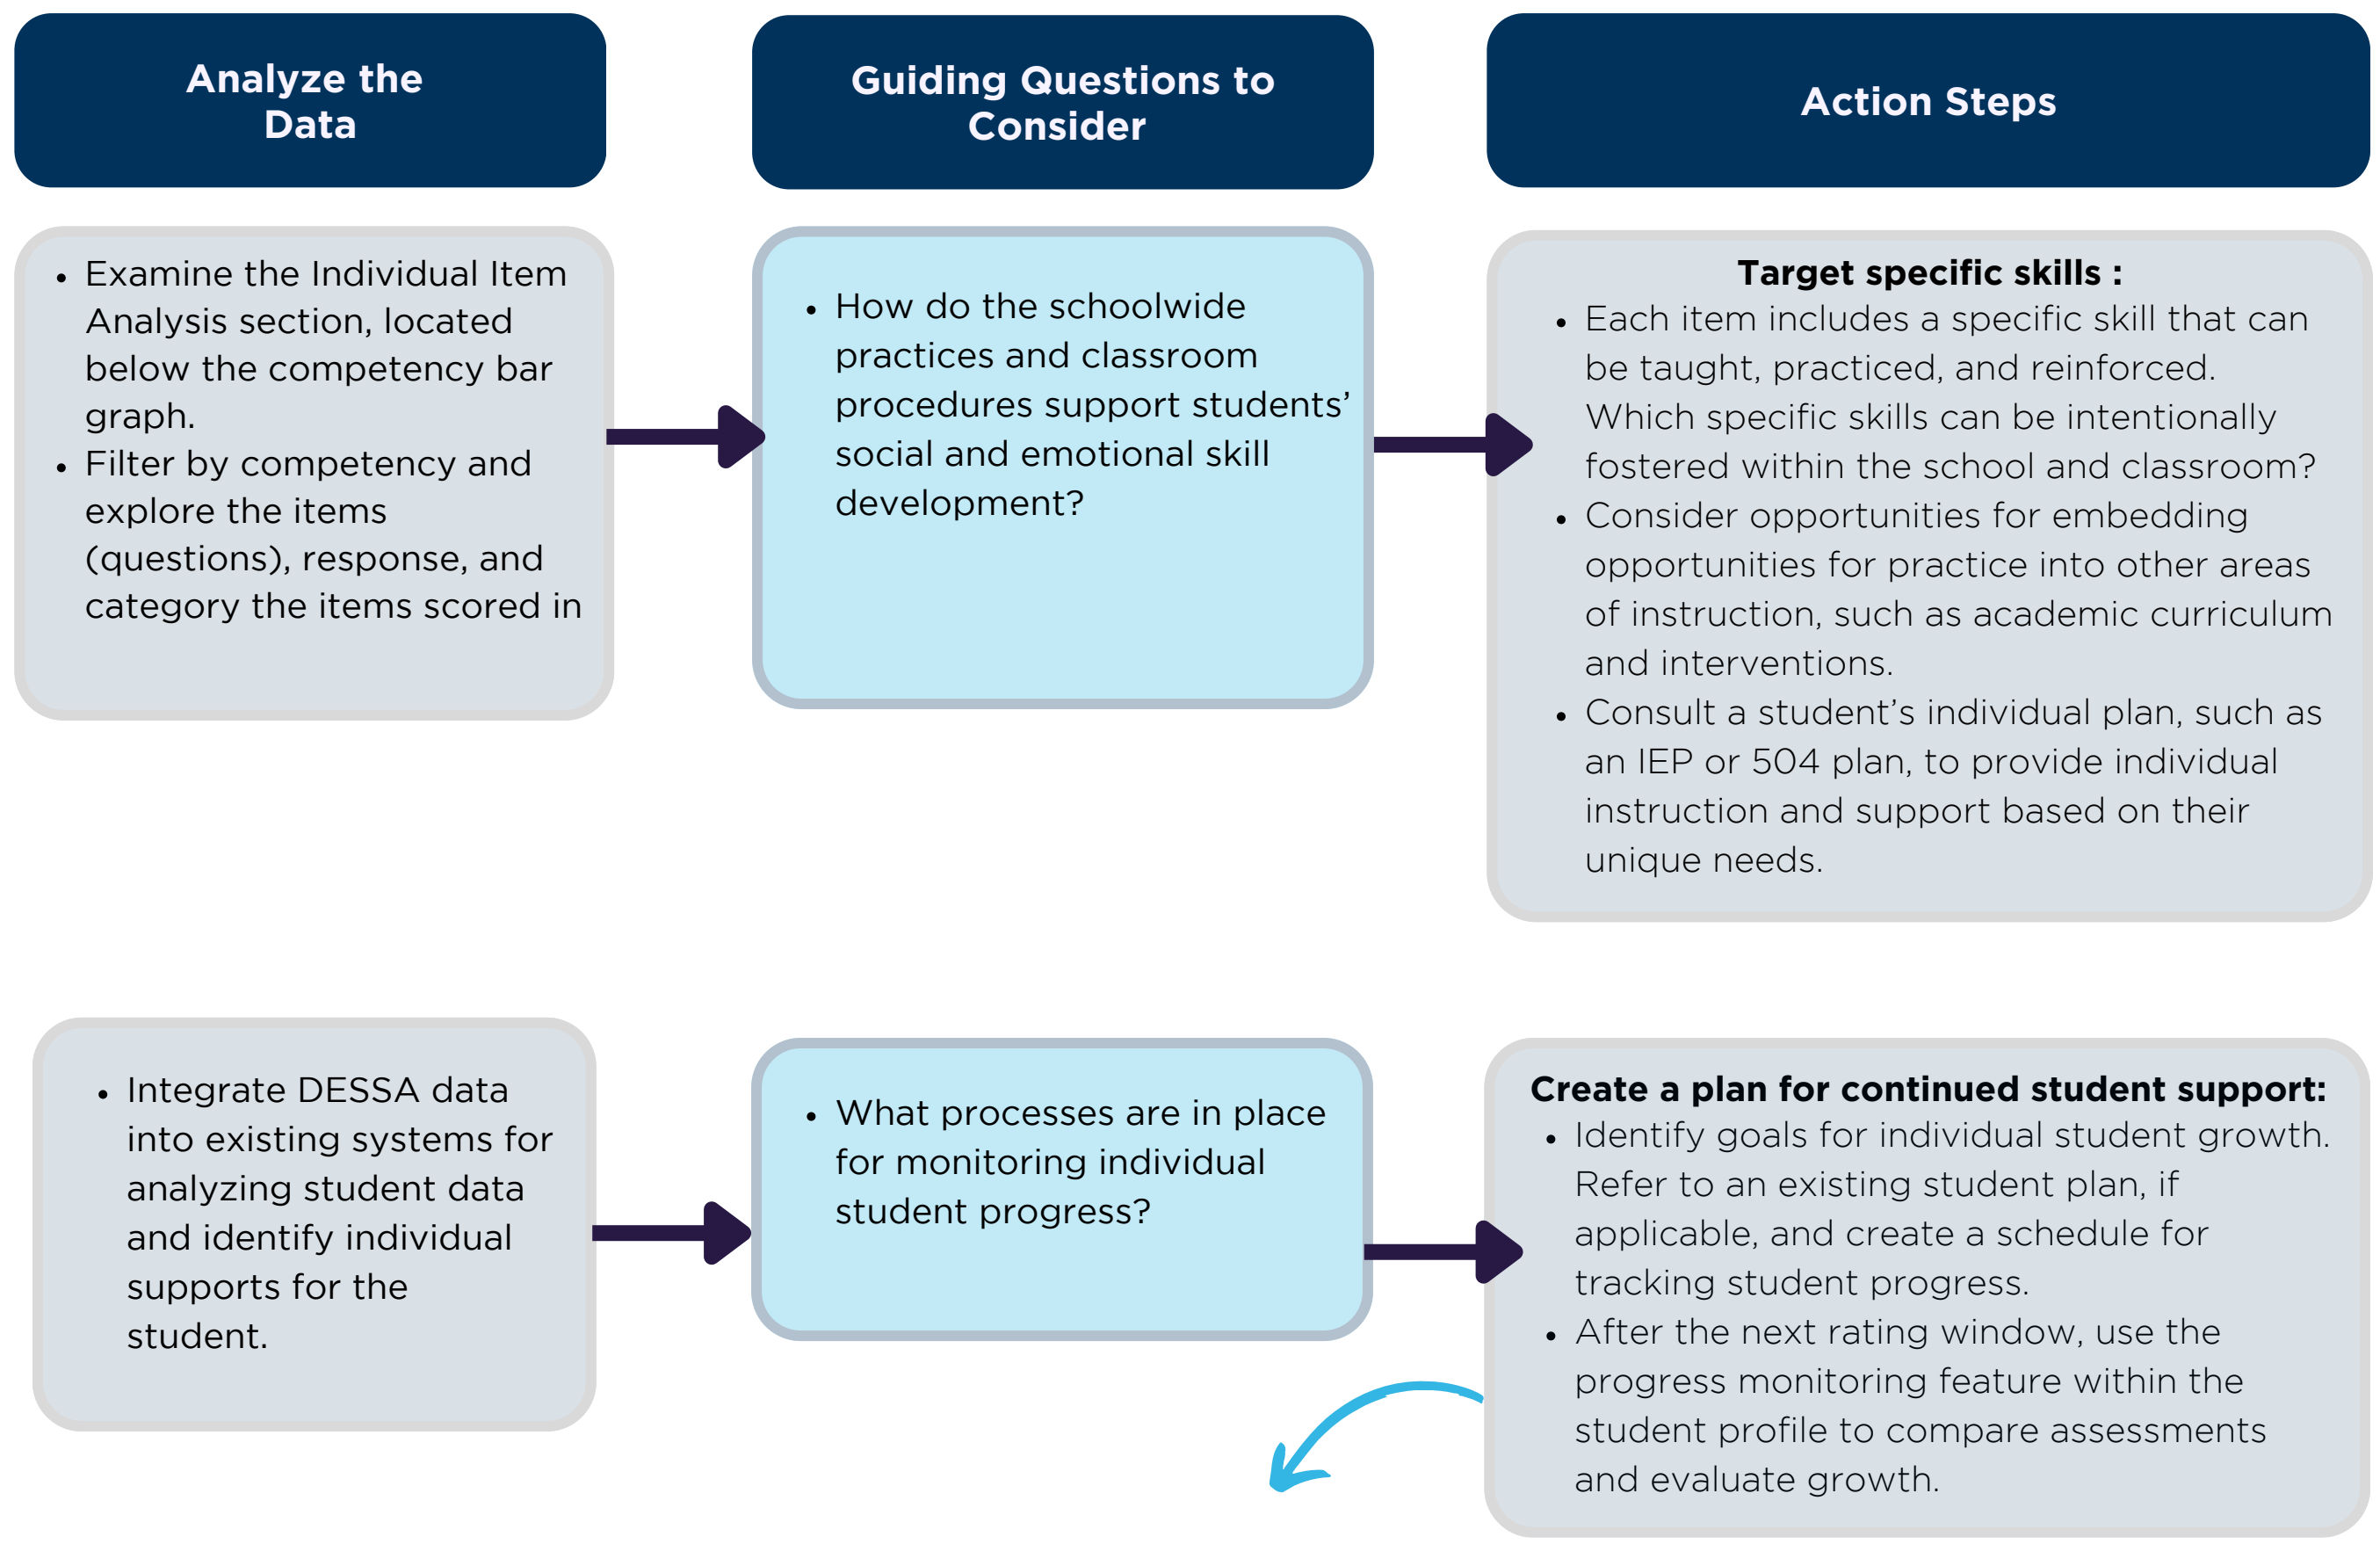 Analyze the
Data
Guiding Questions to
Consider
Action Steps
• Examine the Individual Item
Analysis section, located
below the competency bar
graph.
• Filter by competency and
explore the items
(questions), response, and
category the items scored in
• How do the schoolwide
practices and classroom
procedures support students’
social and emotional skill
development?
Target specific skills :
• Each item includes a specific skill that can
be taught, practiced, and reinforced.
Which specific skills can be intentionally
fostered within the school and classroom?
• Consider opportunities for embedding
opportunities for practice into other areas
of instruction, such as academic curriculum
and interventions.
• Consult a student’s individual plan, such as
an IEP or 504 plan, to provide individual
instruction and support based on their
unique needs.
• Integrate DESSA data
into existing systems for
analyzing student data
and identify individual
supports for the
student.
• What processes are in place
for monitoring individual
student progress?
Create a plan for continued student support:
• Identify goals for individual student growth.
Refer to an existing student plan, if
applicable, and create a schedule for
tracking student progress.
• After the next rating window, use the
progress monitoring feature within the
student profile to compare assessments
and evaluate growth.